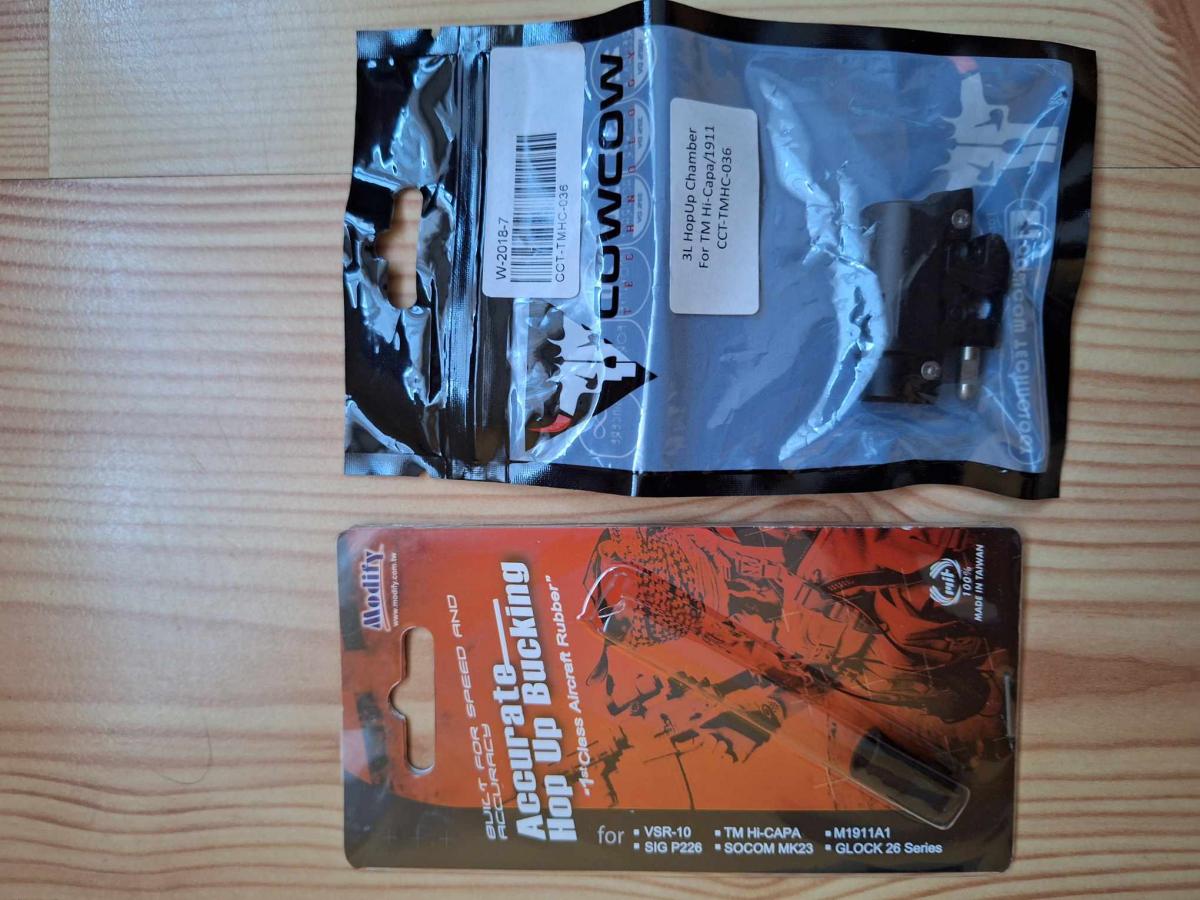 W-2018-7
CCT-TMHC-036
COWCOW
TECHNOLOGY
3L HopUp Chamber
For TM Hi-Capa/1911
CCT-TMHC-036
Modify
www.modify.com.tw
BUILT FOR SPEED AND
ACCURACY
Accurate
Hop Up Bucking
-1st Class Aircraft Rubber"
for
▪ VSR-10 ▪ TM Hi-CAPA ▪ M1911A1
▪ SIG P226 ▪ SOCOM MK23 ▪ GLOCK 26 Series
MiT
100%
MADE IN TAIWAN